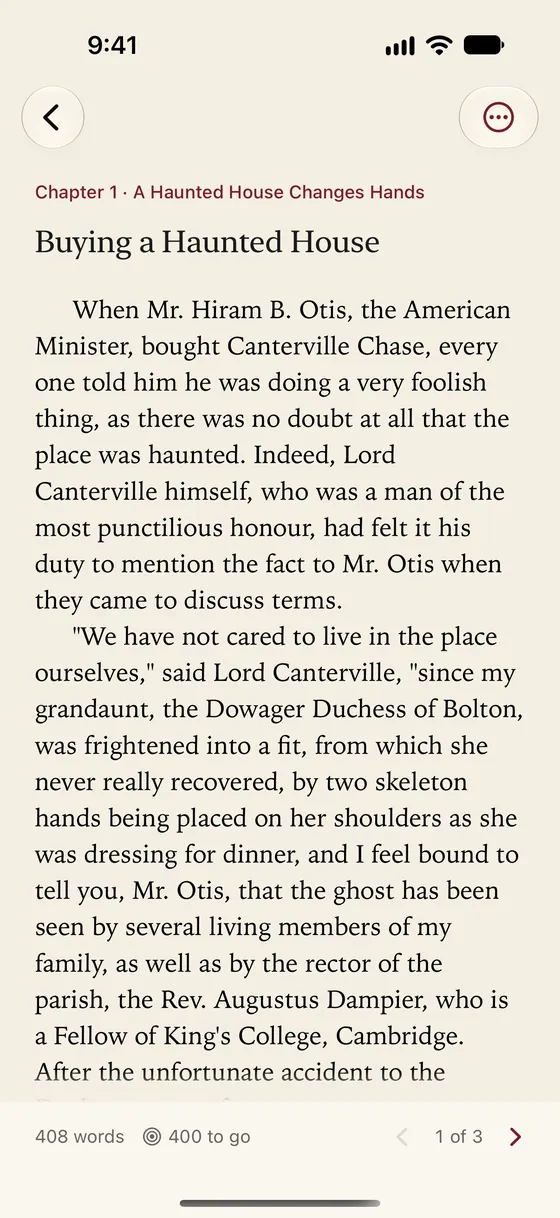 9:41
Chapter 1 · A Haunted House Changes Hands
Buying a Haunted House
When Mr. Hiram B. Otis, the American
Minister, bought Canterville Chase, every
one told him he was doing a very foolish
thing, as there was no doubt at all that the
place was haunted. Indeed, Lord
Canterville himself, who was a man of the
most punctilious honour, had felt it his
duty to mention the fact to Mr. Otis when
they came to discuss terms.
"We have not cared to live in the place
ourselves," said Lord Canterville, "since my
grandaunt, the Dowager Duchess of Bolton,
was frightened into a fit, from which she
never really recovered, by two skeleton
hands being placed on her shoulders as she
was dressing for dinner, and I feel bound to
tell you, Mr. Otis, that the ghost has been
seen by several living members of my
family, as well as by the rector of the
parish, the Rev. Augustus Dampier, who is
a Fellow of King's College, Cambridge.
After the unfortunate accident to the
408 words 400 to go 1 of 3